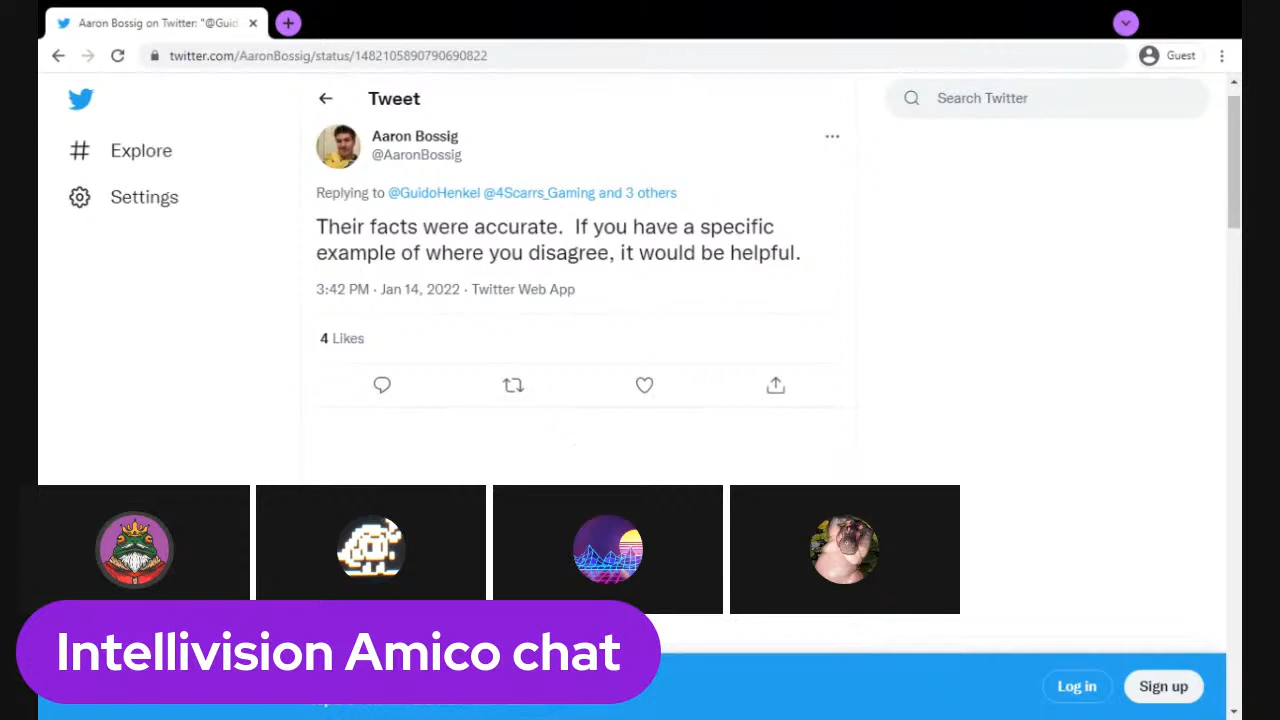 Aaron Bossig on Twitter: "@Guid
twitter.com/AaronBossig/status/1482105890790690822
Guest
Tweet
Search Twitter
Explore
Settings
Aaron Bossig
@AaronBossig
Replying to @GuidoHenkel @4Scarrs_Gaming and 3 others
Their facts were accurate.  If you have a specific
example of where you disagree, it would be helpful.
3:42 PM · Jan 14, 2022 · Twitter Web App
4 Likes
Intellivision Amico chat
Log in
Sign up